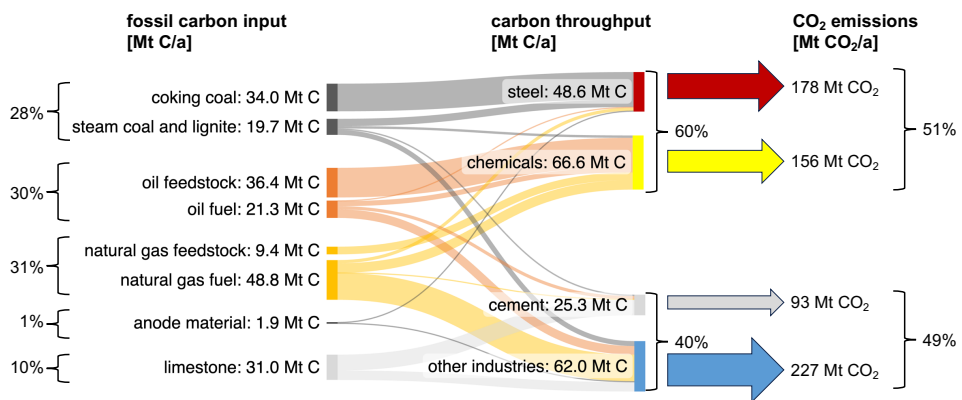 fossil carbon input
[Mt C/a]
carbon throughput
[Mt C/a]
CO₂ emissions
[Mt CO₂/a]
28%
coking coal: 34.0 Mt C
steam coal and lignite: 19.7 Mt C
30%
oil feedstock: 36.4 Mt C
oil fuel: 21.3 Mt C
31%
natural gas feedstock: 9.4 Mt C
natural gas fuel: 48.8 Mt C
1%
anode material: 1.9 Mt C
10%
limestone: 31.0 Mt C
steel: 48.6 Mt C
chemicals: 66.6 Mt C
60%
cement: 25.3 Mt C
other industries: 62.0 Mt C
40%
178 Mt CO₂
156 Mt CO₂
51%
93 Mt CO₂
227 Mt CO₂
49%